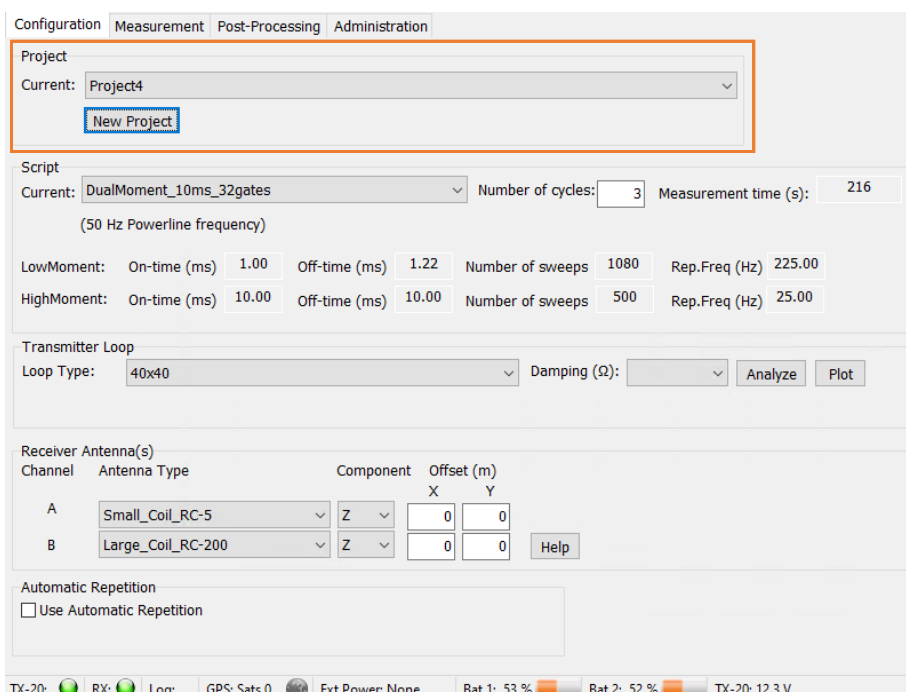 Configuration Measurement Post-Processing Administration
Project
Current: Project4
New Project
Script
Current: DualMoment_10ms_32gates Number of cycles: 3 Measurement time (s): 216
(50 Hz Powerline frequency)
LowMoment: On-time (ms) 1.00 Off-time (ms) 1.22 Number of sweeps 1080 Rep.Freq (Hz) 225.00
HighMoment: On-time (ms) 10.00 Off-time (ms) 10.00 Number of sweeps 500 Rep.Freq (Hz) 25.00
Transmitter Loop
Loop Type: 40x40 Damping (Ω): Analyze Plot
Receiver Antenna(s)
Channel Antenna Type Component Offset (m)
X Y
A Small_Coil_RC-5 Z 0 0
B Large_Coil_RC-200 Z 0 0 Help
Automatic Repetition
Use Automatic Repetition
TX-20: RX: Log: GPS: Sats 0 Ext Power: None Bat 1: 53 % Bat 2: 52 % TX-20: 12.3 V